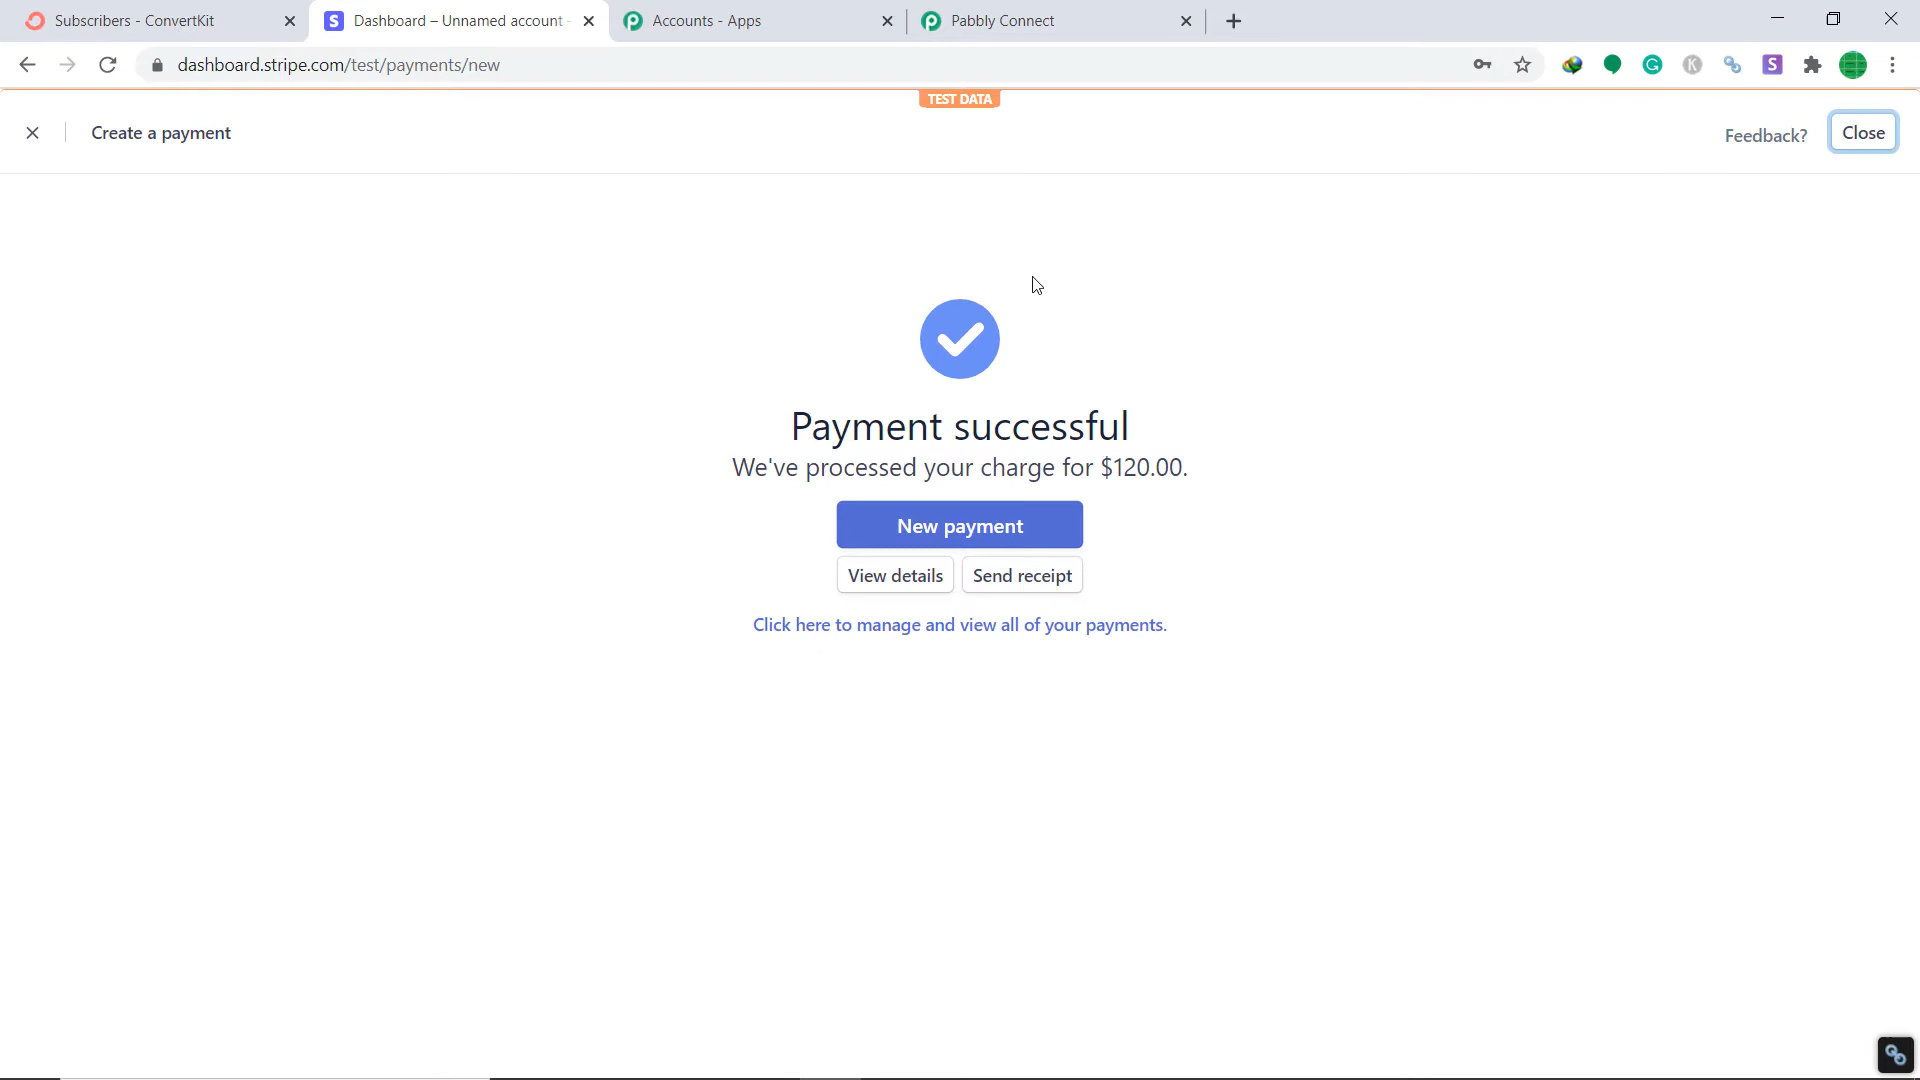 Subscribers - ConvertKit
Dashboard – Unnamed account -
Accounts - Apps
Pabbly Connect
dashboard.stripe.com/test/payments/new
TEST DATA
Create a payment
Feedback?
Close
Payment successful
We've processed your charge for $120.00.
New payment
View details
Send receipt
Click here to manage and view all of your payments.